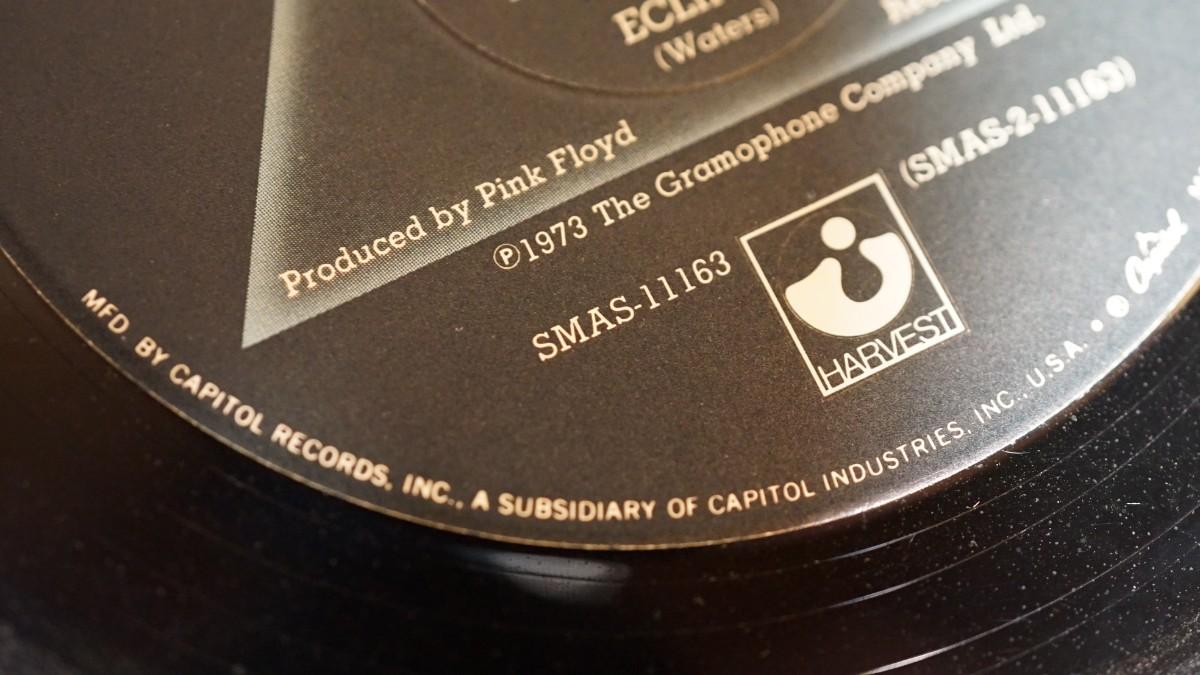 (Waters)
Produced by Pink Floyd
℗1973 The Gramophone Company Ltd.
SMAS-11163
(SMAS-2-11163)
HARVEST
MFD. BY CAPITOL RECORDS, INC., A SUBSIDIARY OF CAPITOL INDUSTRIES, INC., U.S.A. • ® Capitol